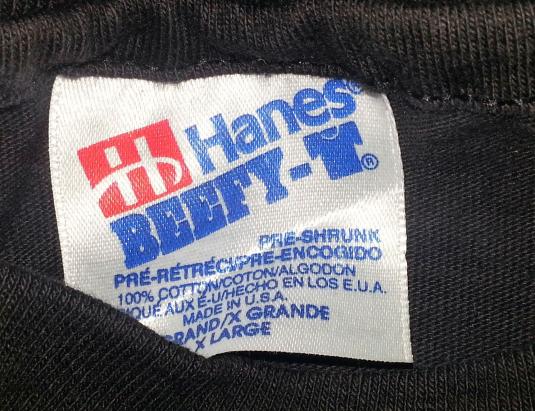 H Hanes®
BEEFY-T®
PRE-SHRUNK
PRÉ-RÉTRÉCI/PRE-ENCOGIDO
100% COTTON/COTON/ALGODON
IQUÉ AUX É-U/HECHO EN LOS E.U.A.
MADE IN U.S.A.
GRAND/X GRANDE
X LARGE